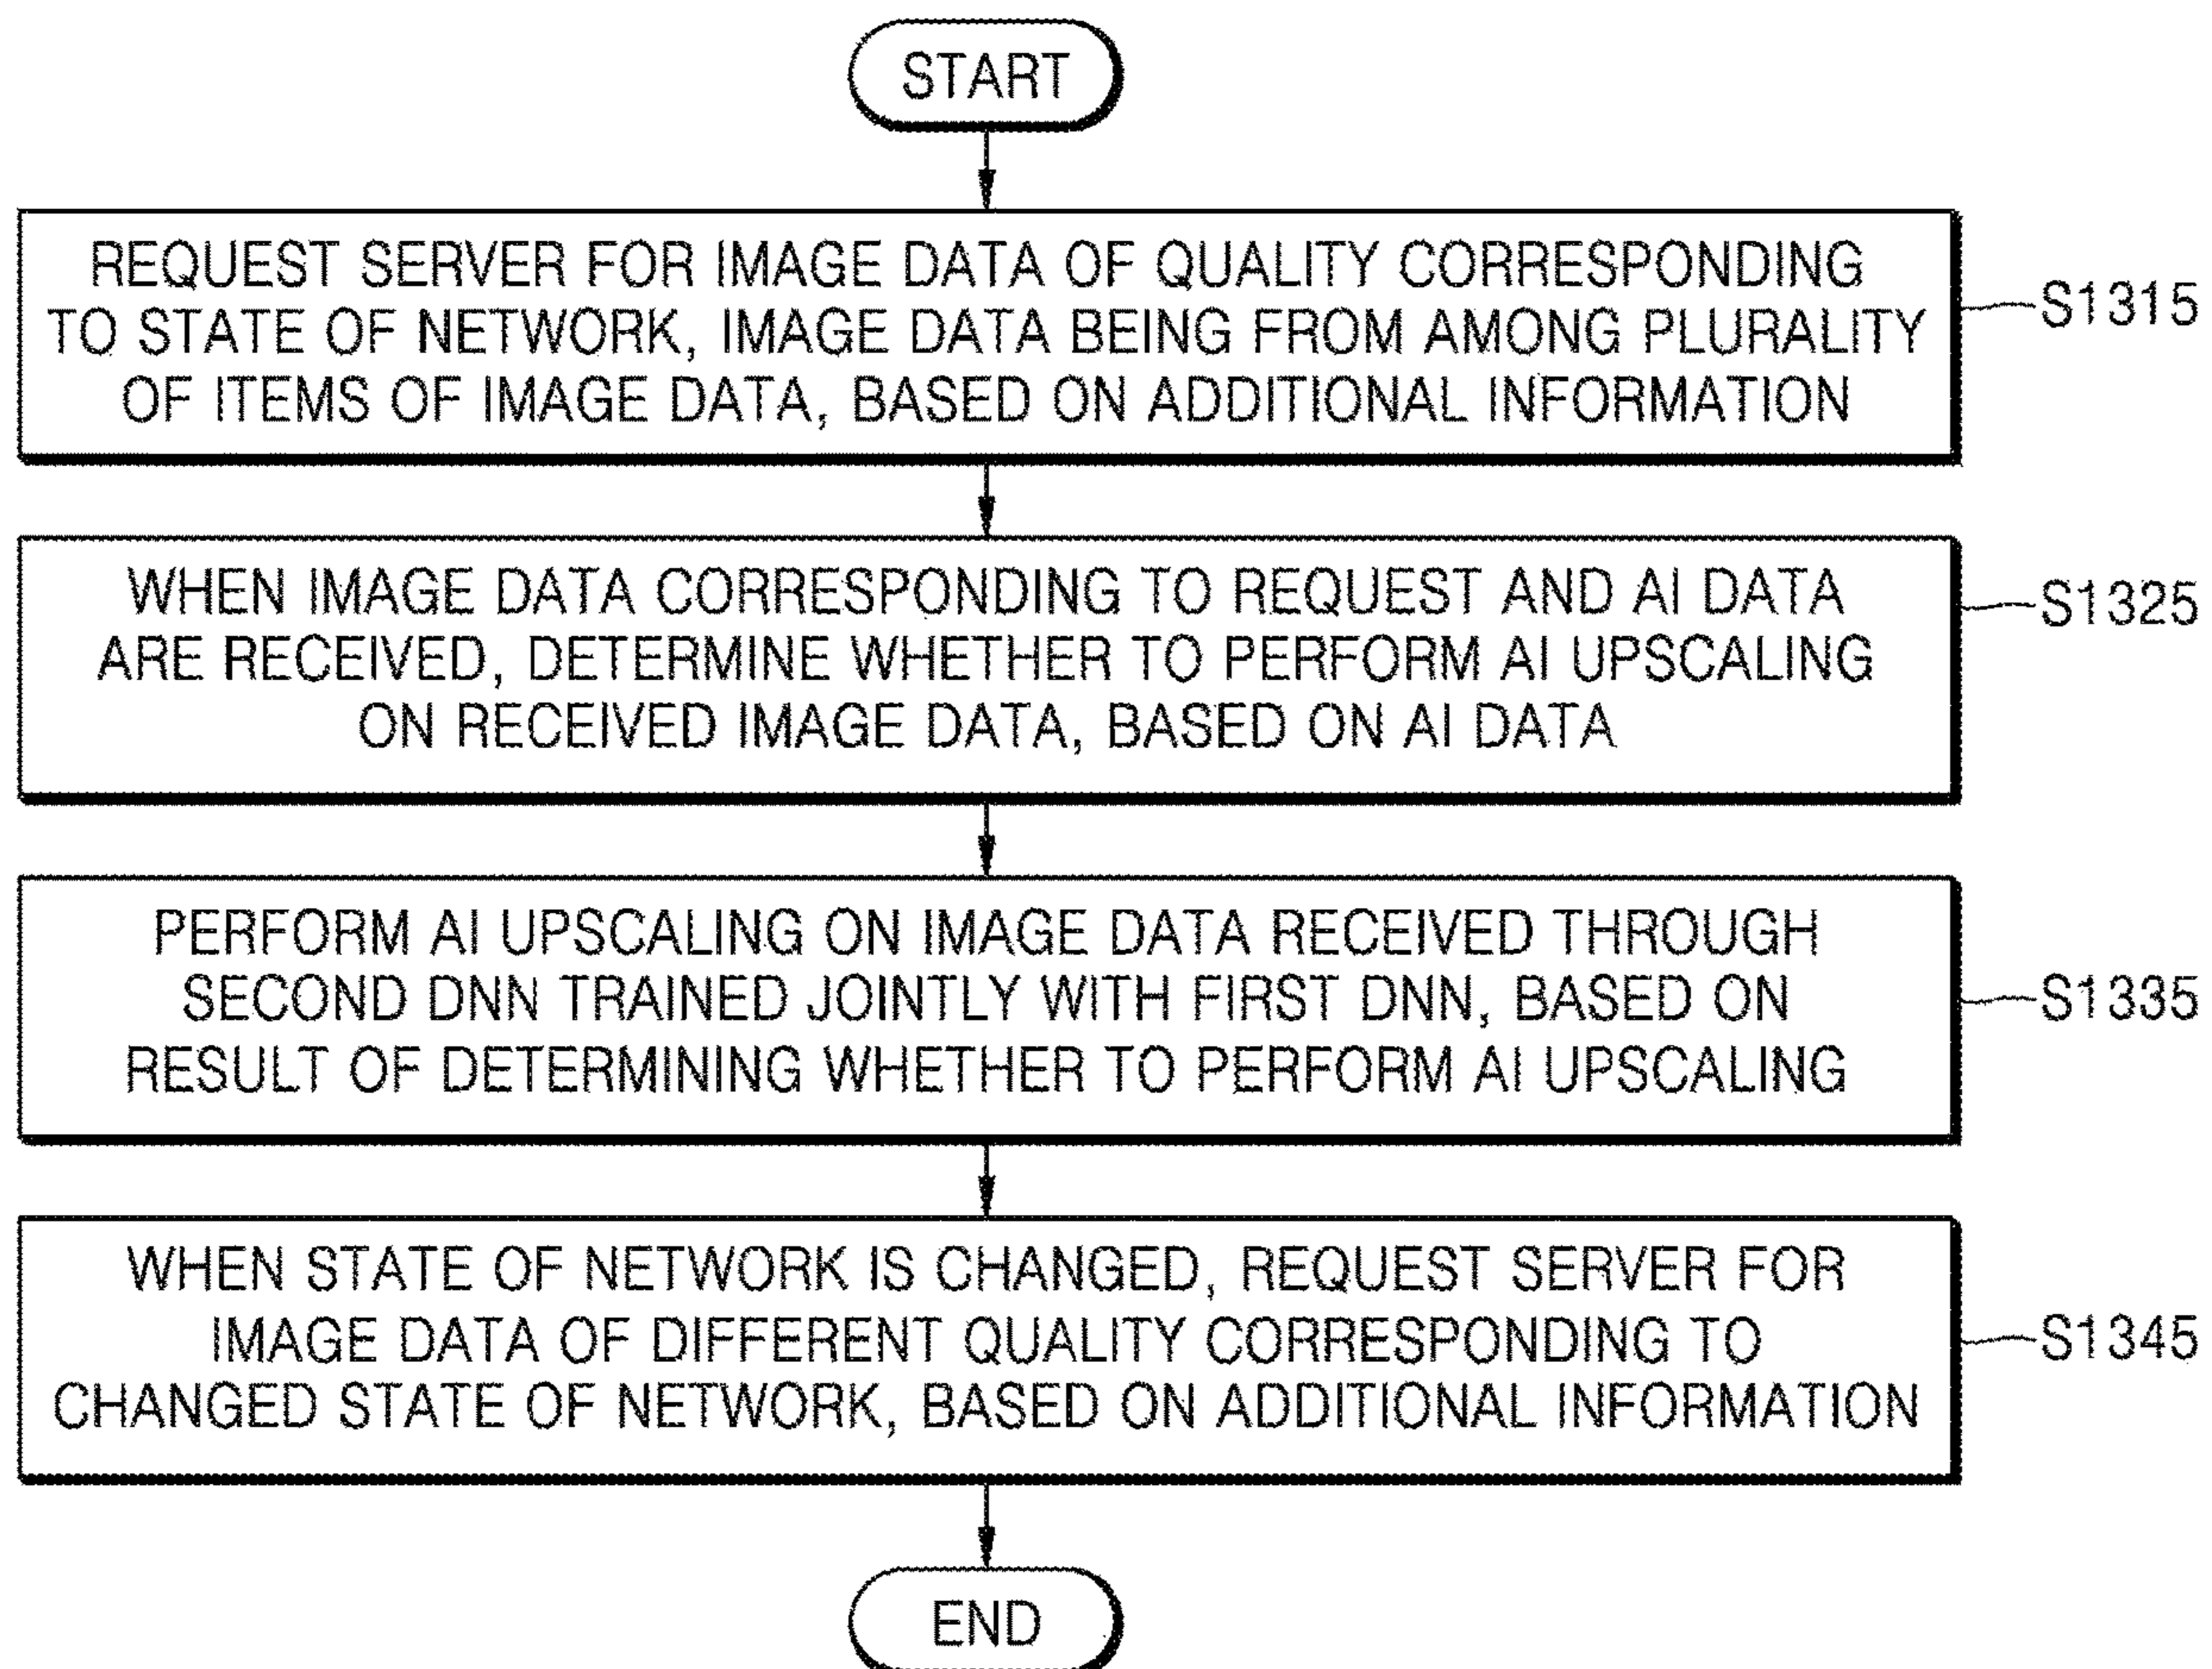 START
REQUEST SERVER FOR IMAGE DATA OF QUALITY CORRESPONDING
TO STATE OF NETWORK, IMAGE DATA BEING FROM AMONG PLURALITY
OF ITEMS OF IMAGE DATA, BASED ON ADDITIONAL INFORMATION
S1315
WHEN IMAGE DATA CORRESPONDING TO REQUEST AND AI DATA
ARE RECEIVED, DETERMINE WHETHER TO PERFORM AI UPSCALING
ON RECEIVED IMAGE DATA, BASED ON AI DATA
S1325
PERFORM AI UPSCALING ON IMAGE DATA RECEIVED THROUGH
SECOND DNN TRAINED JOINTLY WITH FIRST DNN, BASED ON
RESULT OF DETERMINING WHETHER TO PERFORM AI UPSCALING
S1335
WHEN STATE OF NETWORK IS CHANGED, REQUEST SERVER FOR
IMAGE DATA OF DIFFERENT QUALITY CORRESPONDING TO
CHANGED STATE OF NETWORK, BASED ON ADDITIONAL INFORMATION
S1345
END